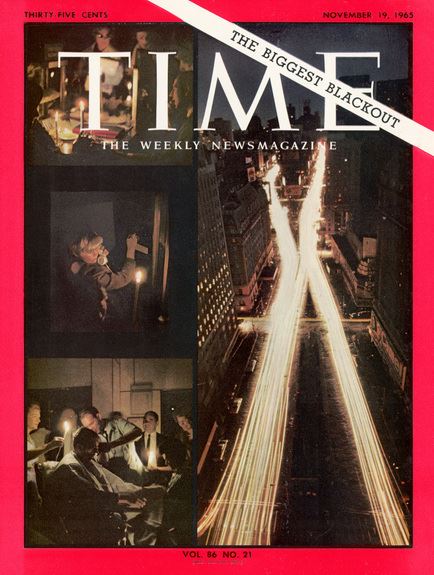 THIRTY FIVE CENTS
NOVEMBER 19, 1965
THE BIGGEST BLACKOUT
TIME
THE WEEKLY NEWSMAGAZINE
VOL. 86 NO. 21